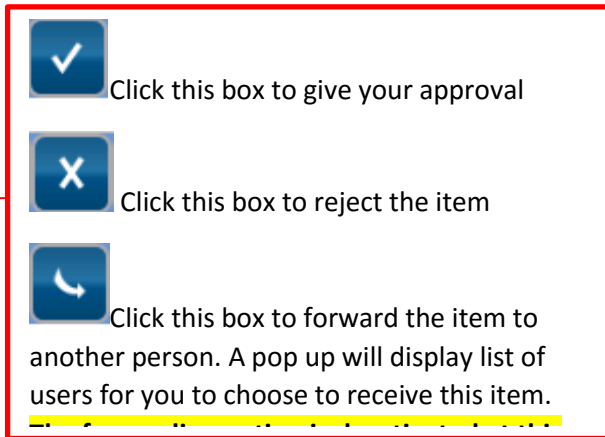 Click this box to give your approval
Click this box to reject the item
Click this box to forward the item to
another person. A pop up will display list of
users for you to choose to receive this item.